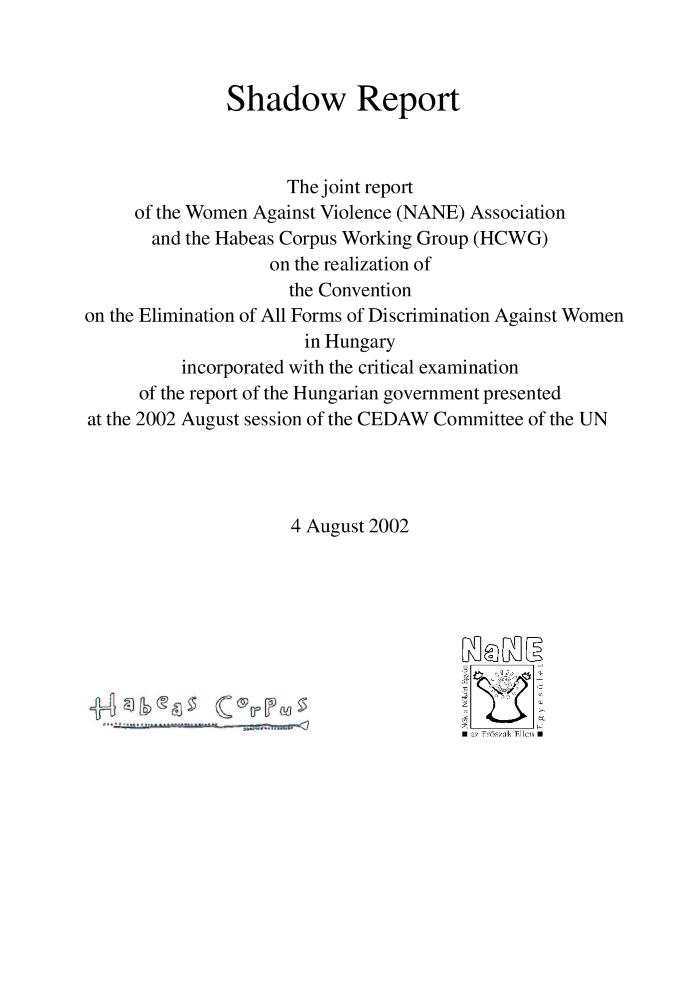 Shadow Report
The joint report
of the Women Against Violence (NANE) Association
and the Habeas Corpus Working Group (HCWG)
on the realization of
the Convention
on the Elimination of All Forms of Discrimination Against Women
in Hungary
incorporated with the critical examination
of the report of the Hungarian government presented
at the 2002 August session of the CEDAW Committee of the UN
4 August 2002
Habeas Corpus
NaNE
Nők a Nőkért Együtt
az Erőszak Ellen
Egyesület